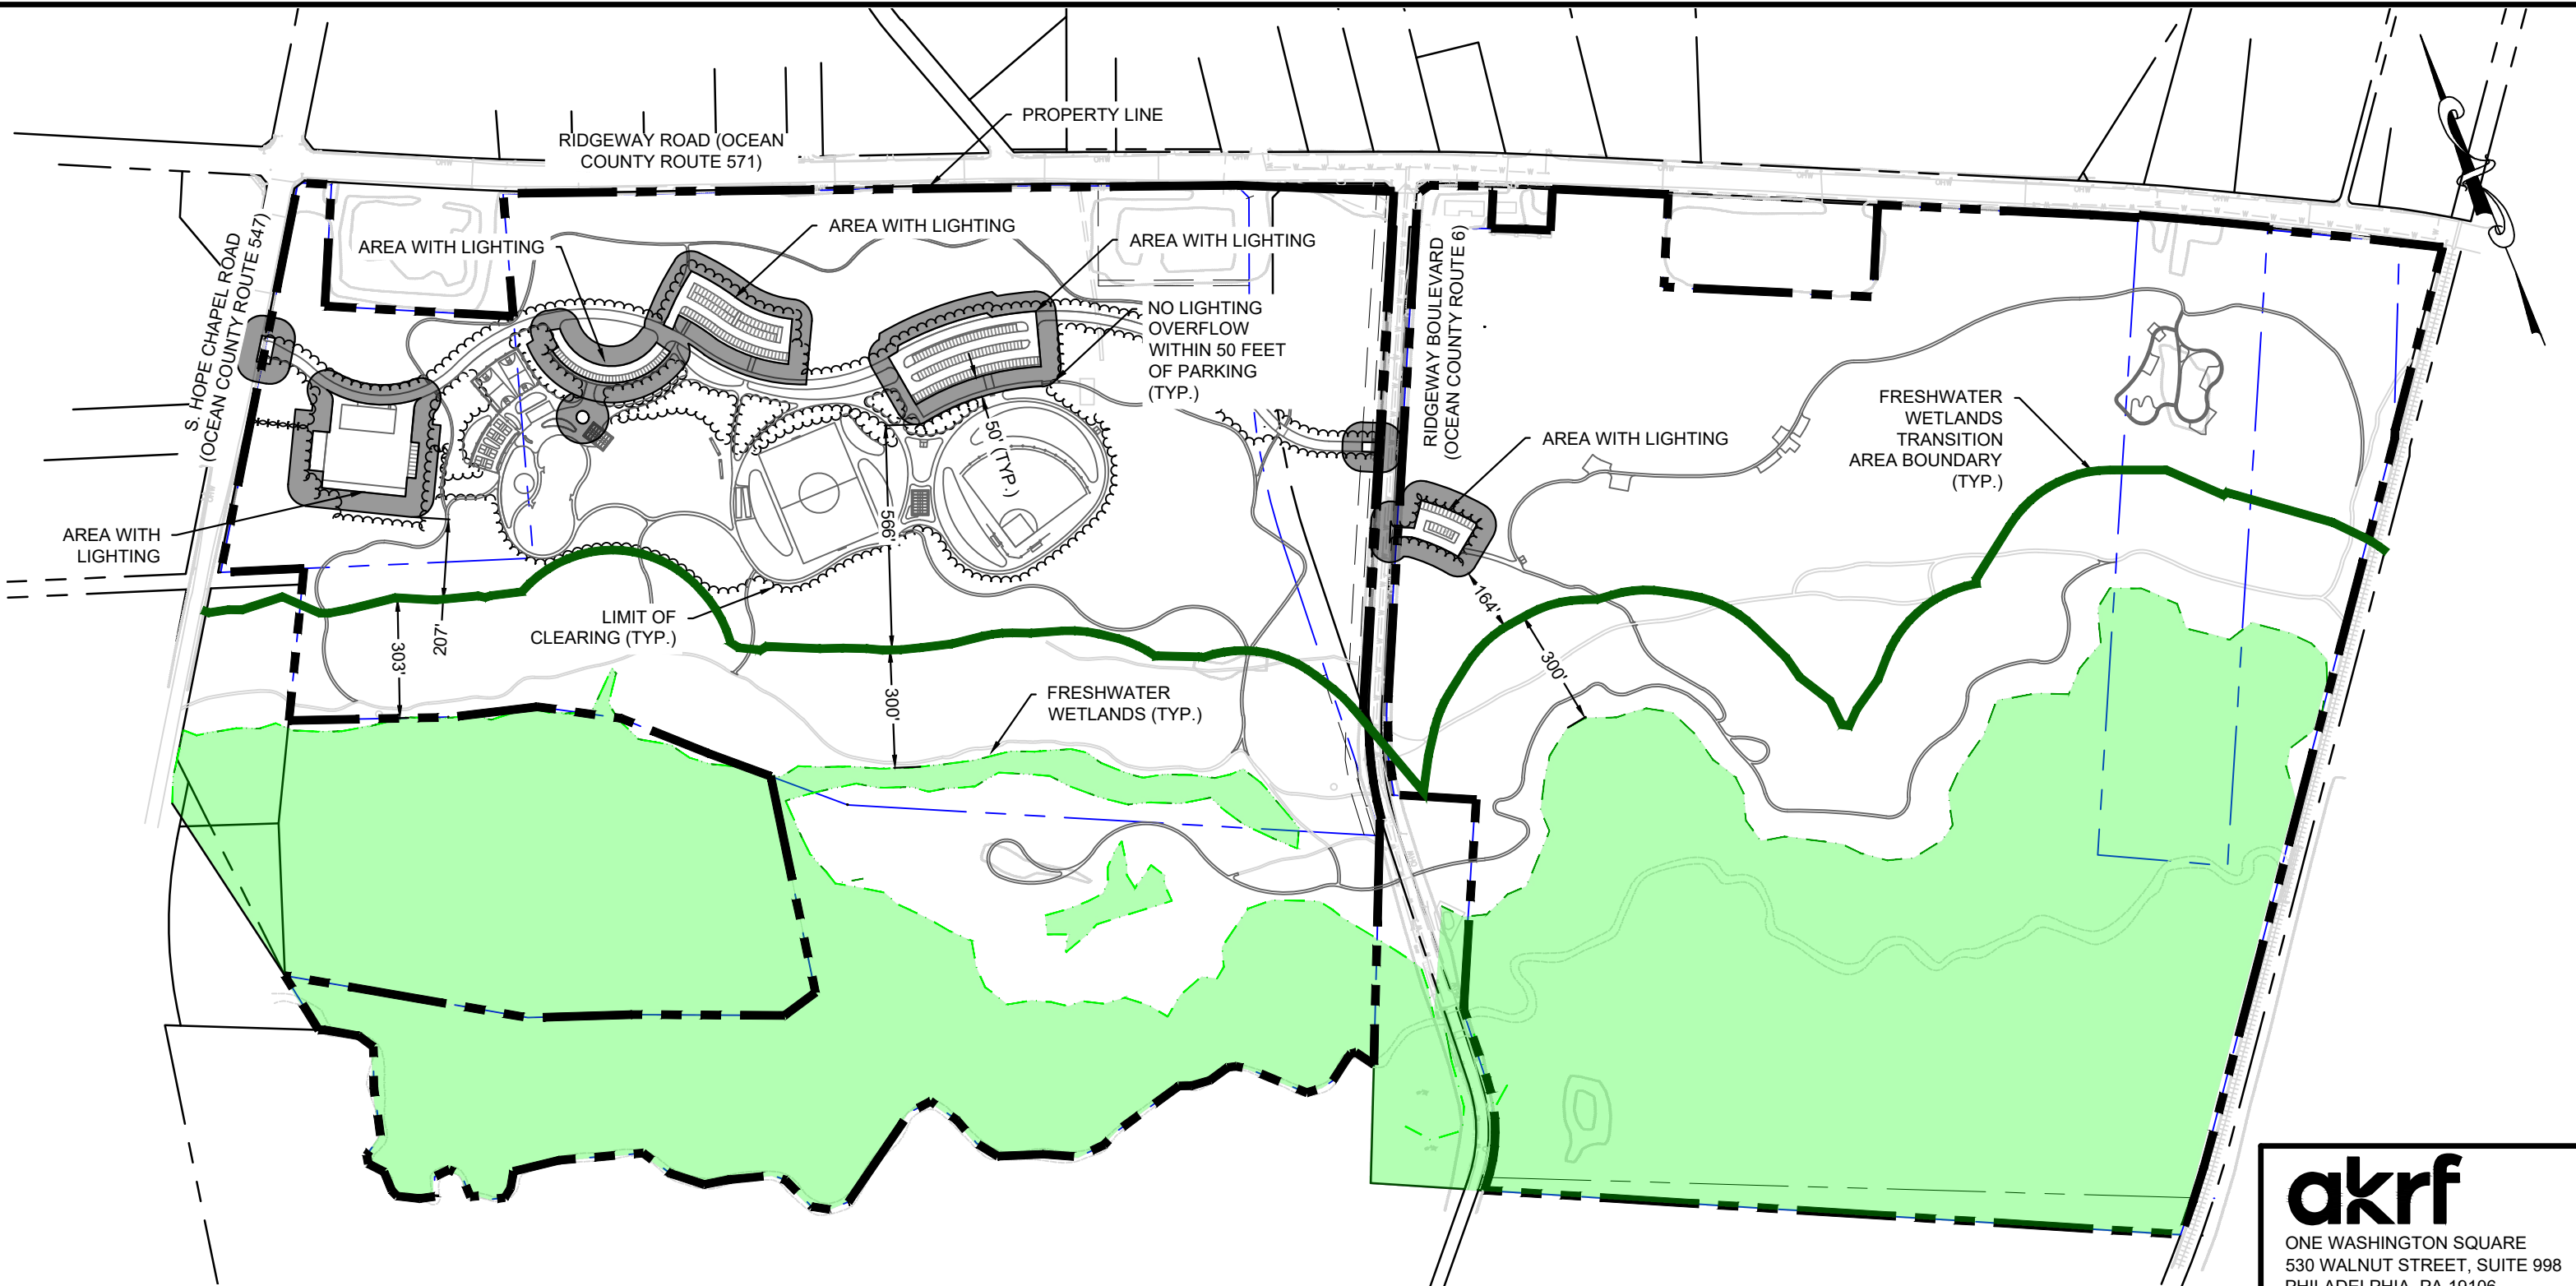 PROPERTY LINE
RIDGEWAY ROAD (OCEAN
COUNTY ROUTE 571)
S. HOPE CHAPEL ROAD
(OCEAN COUNTY ROUTE 547)
AREA WITH LIGHTING
AREA WITH LIGHTING
AREA WITH LIGHTING
NO LIGHTING
OVERFLOW
WITHIN 50 FEET
OF PARKING
(TYP.)
RIDGEWAY BOULEVARD
(OCEAN COUNTY ROUTE 6)
AREA WITH LIGHTING
FRESHWATER
WETLANDS
TRANSITION
AREA BOUNDARY
(TYP.)
50' (TYP.)
566'
AREA WITH
LIGHTING
LIMIT OF
CLEARING (TYP.)
207'
303'
300'
164'
300'
FRESHWATER
WETLANDS (TYP.)
akrf
ONE WASHINGTON SQUARE
530 WALNUT STREET, SUITE 998
PHILADELPHIA, PA 19106